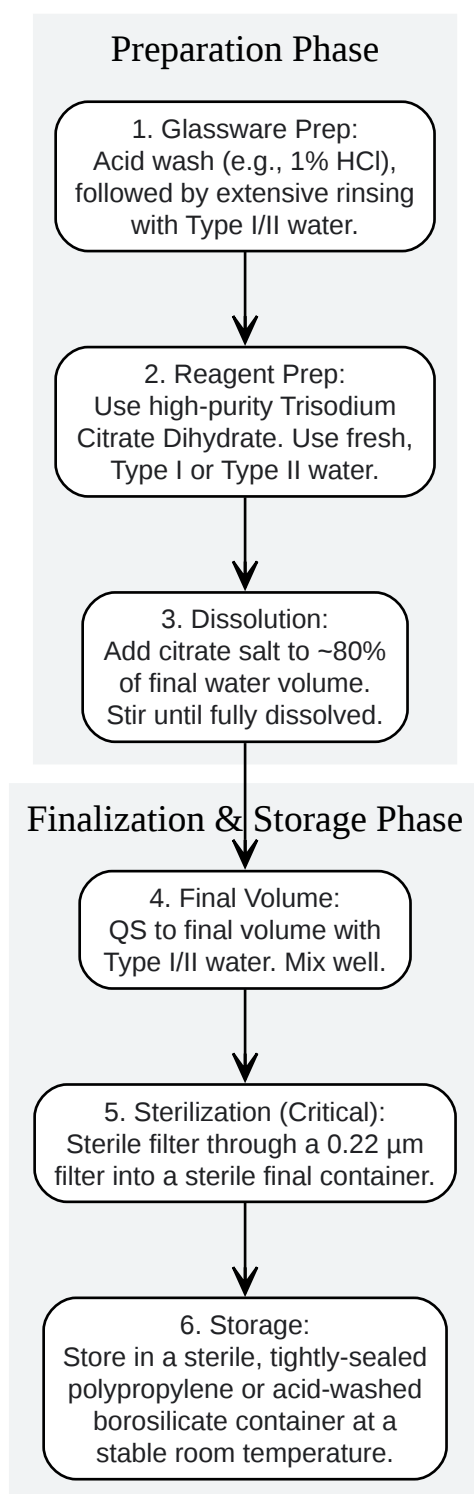 Preparation Phase
1. Glassware Prep:
Acid wash (e.g., 1% HCl),
followed by extensive rinsing
with Type I/II water.
2. Reagent Prep:
Use high-purity Trisodium
Citrate Dihydrate. Use fresh,
Type I or Type II water.
3. Dissolution:
Add citrate salt to ~80%
of final water volume.
Stir until fully dissolved.
Finalization & Storage Phase
4. Final Volume:
QS to final volume with
Type I/II water. Mix well.
5. Sterilization (Critical):
Sterile filter through a 0.22 µm
filter into a sterile final container.
6. Storage:
Store in a sterile, tightly-sealed
polypropylene or acid-washed
borosilicate container at a
stable room temperature.